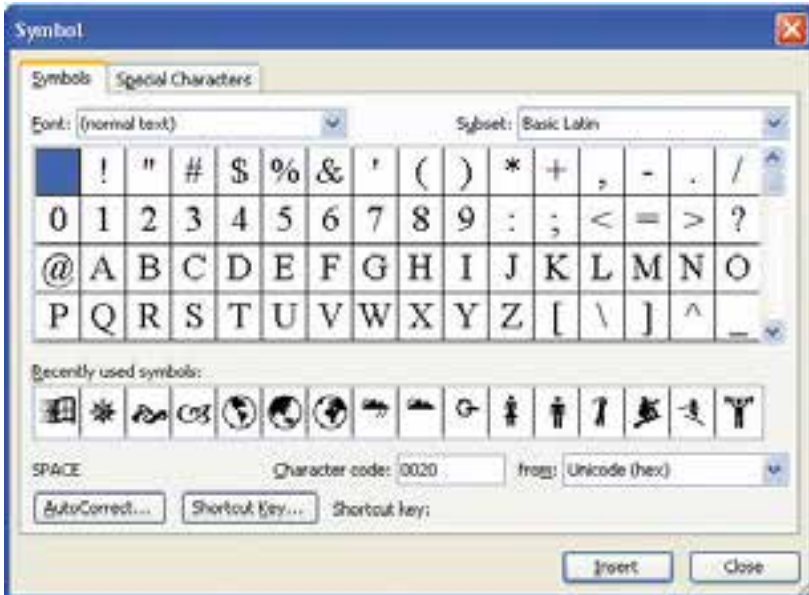 Symbol
Symbols Special Characters
Font: (normal text) Subset: Basic Latin
! " # $ % & ' ( ) * + , - . /
0 1 2 3 4 5 6 7 8 9 : ; < = > ?
@ A B C D E F G H I J K L M N O
P Q R S T U V W X Y Z [ \ ] ^ _
Recently used symbols:
SPACE Character code: 0020 from: Unicode (hex)
AutoCorrect... Shortcut Key... Shortcut key:
Insert Close